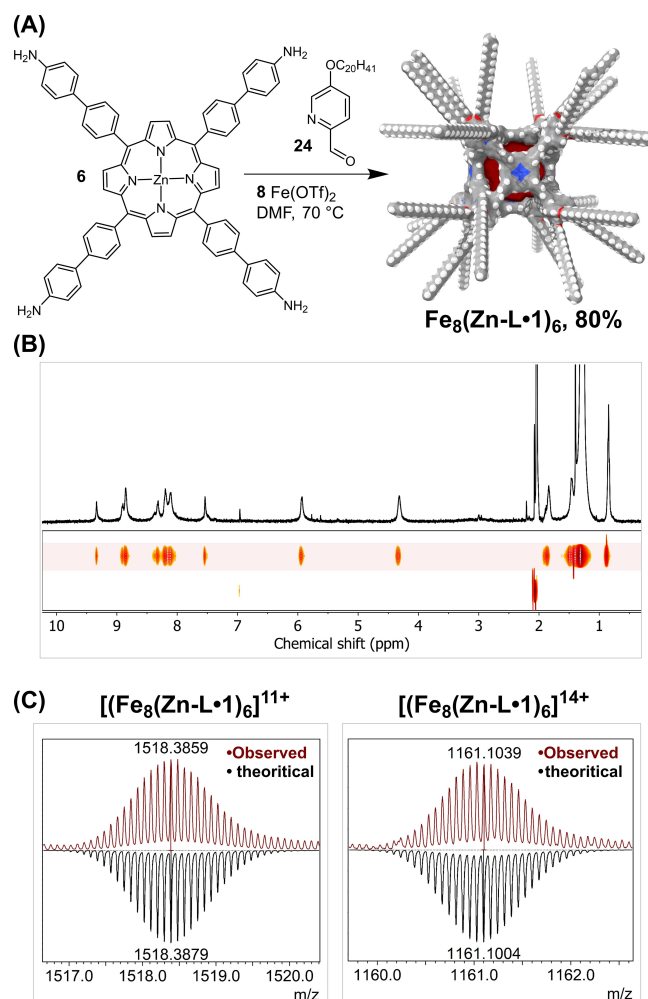 (A)
H₂N
NH₂
OC₂₀H₄₁
N
24
O
6
N
N
Zn
N
N
8 Fe(OTf)₂
DMF, 70 °C
H₂N
NH₂
Fe₈(Zn-L•1)₆, 80%
(B)
10 9 8 7 6 5 4 3 2 1
Chemical shift (ppm)
(C)
[(Fe₈(Zn-L•1)₆]¹¹⁺
[(Fe₈(Zn-L•1)₆]¹⁴⁺
1518.3859
•Observed
•theoritical
1518.3879
1517.0 1518.0 1519.0 1520.0
m/z
1161.1039
•Observed
•theoritical
1161.1004
1160.0 1161.0 1162.0
m/z